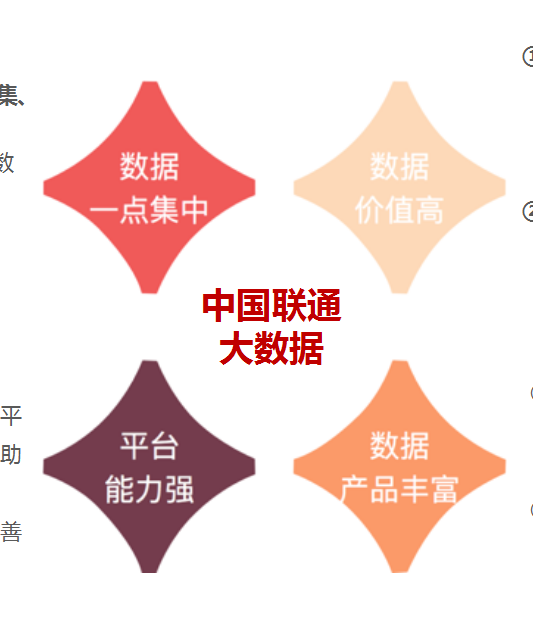 ①
集、
数据
一点集中
数据
价值高
数
②
中国联通
大数据
平
助
善
平台
能力强
数据
产品丰富